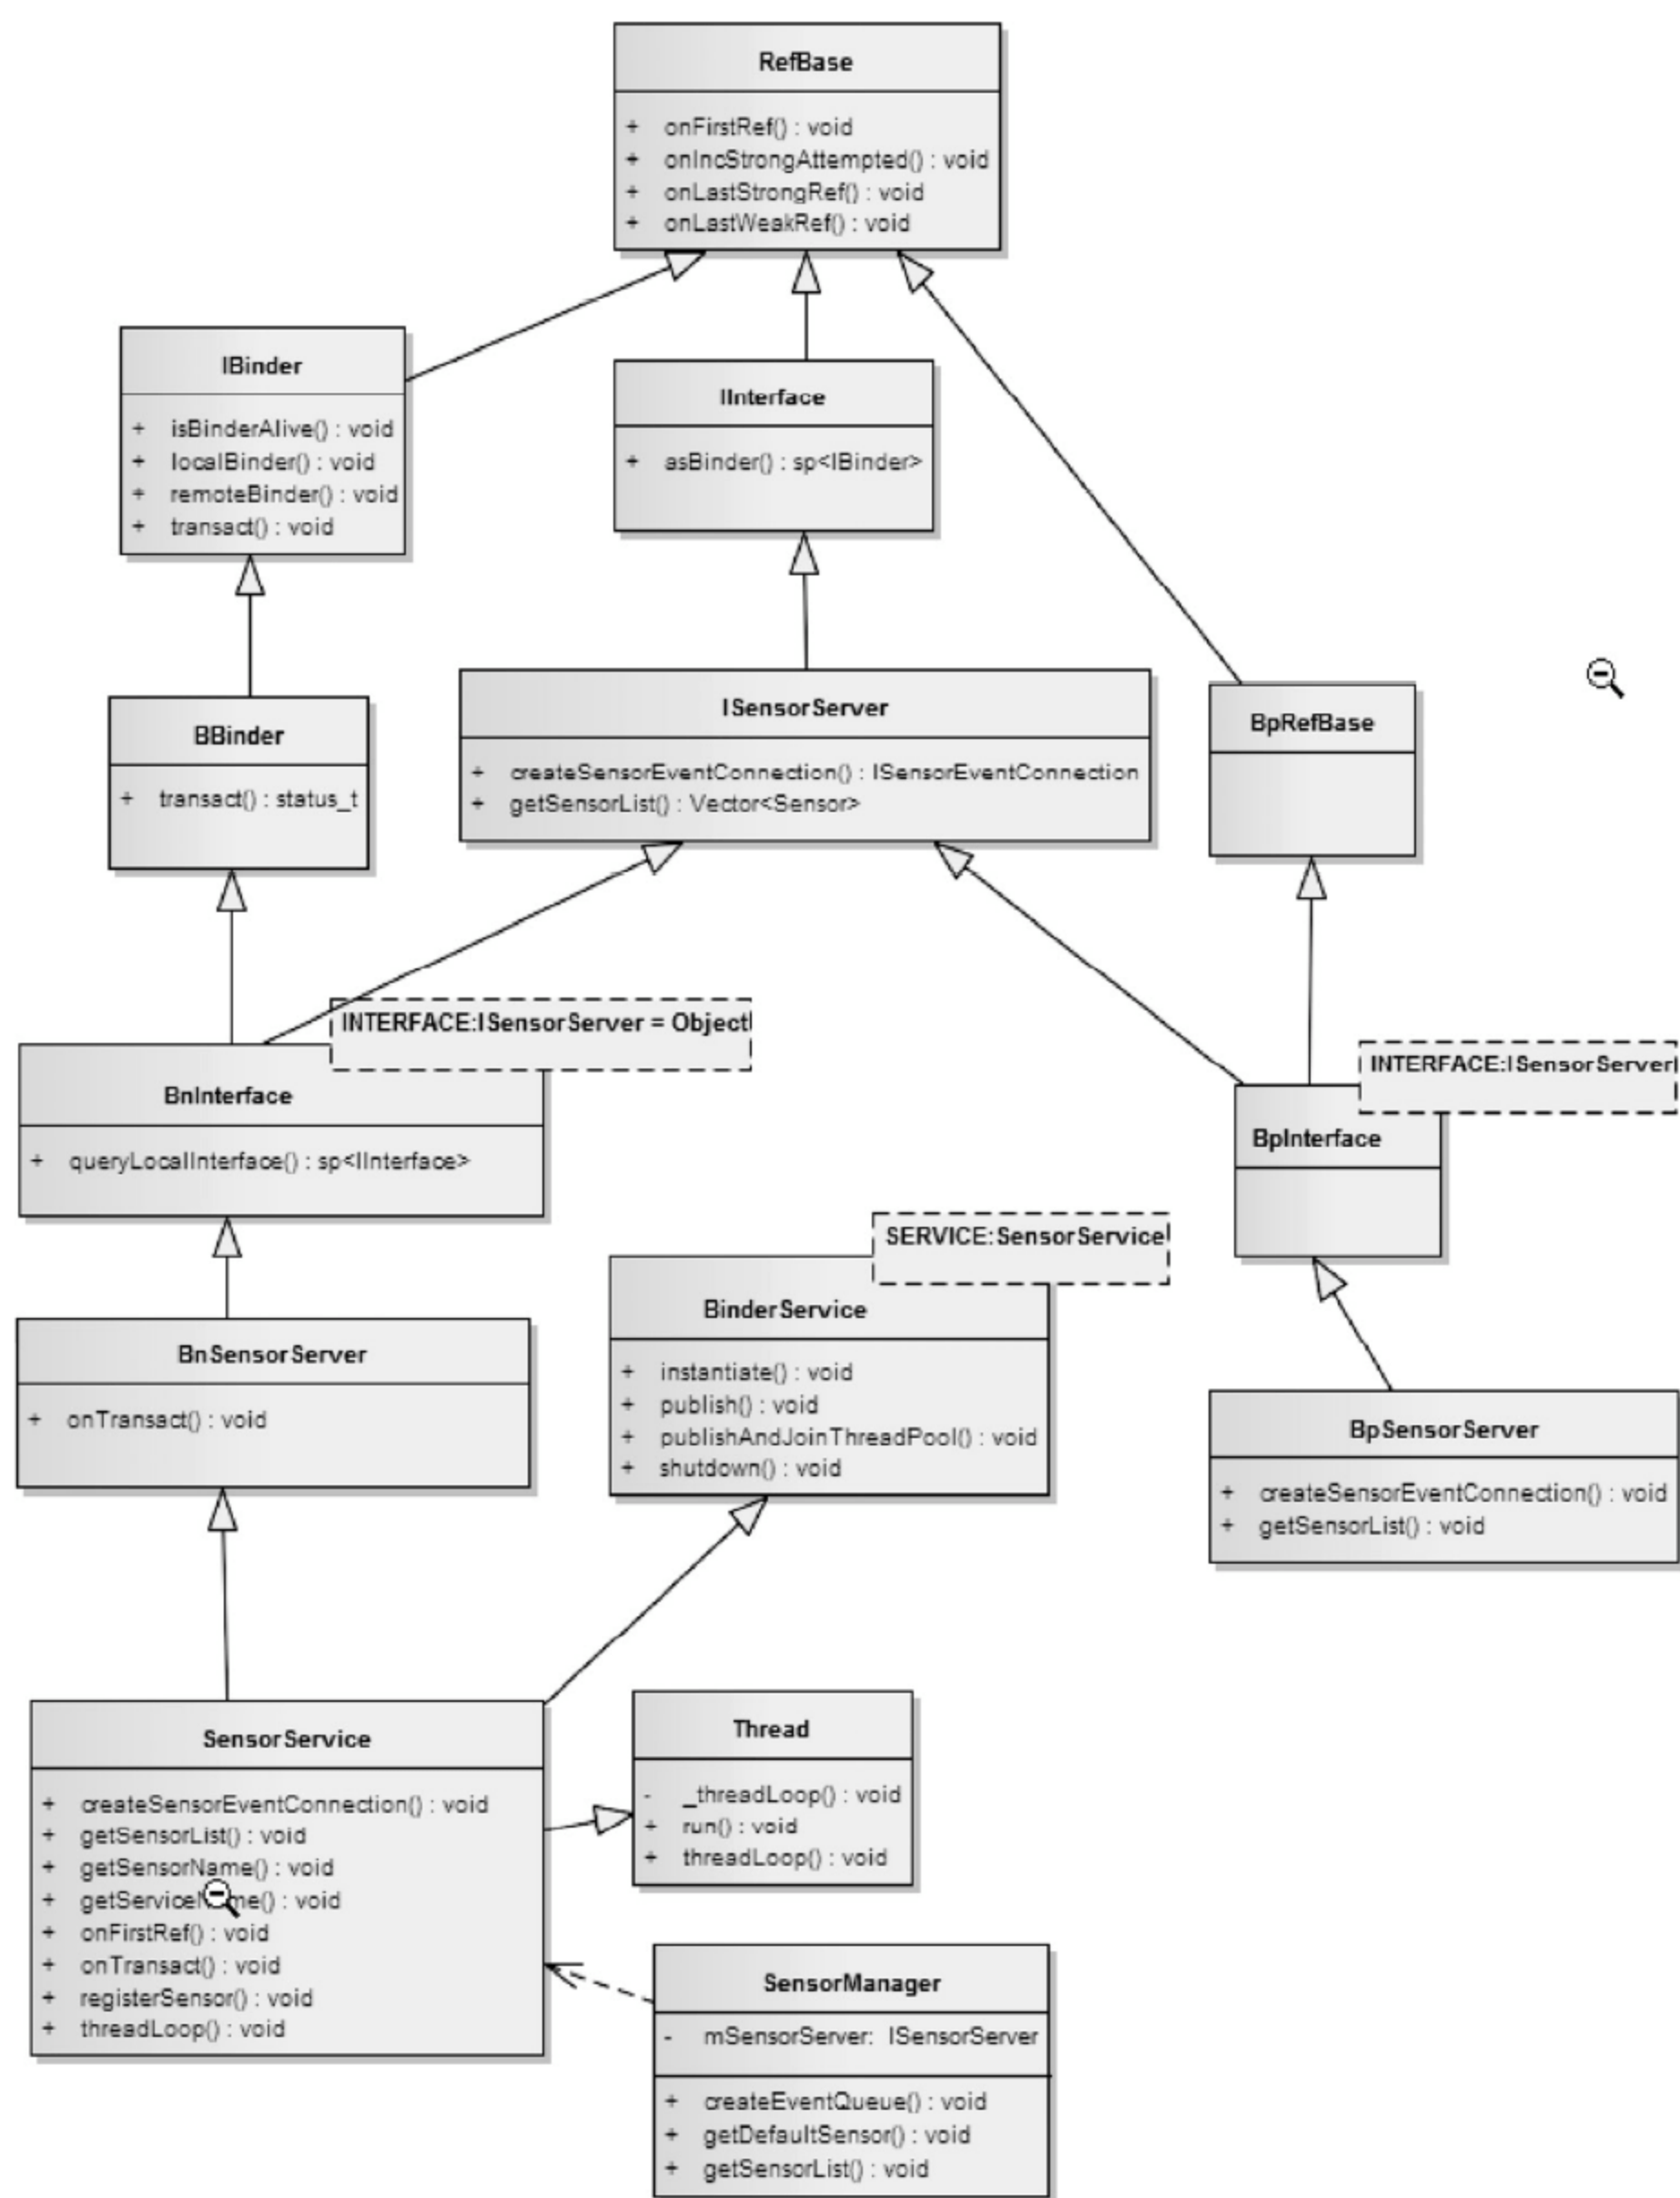 RefBase
+ onFirstRef() : void
+ onIncStrongAttempted() : void
+ onLastStrongRef() : void
+ onLastWeakRef() : void
IBinder
+ isBinderAlive() : void
+ localBinder() : void
+ remoteBinder() : void
+ transact() : void
IInterface
+ asBinder() : sp<IBinder>
BBinder
+ transact() : status_t
ISensorServer
+ createSensorEventConnection() : ISensorEventConnection
+ getSensorList() : Vector<Sensor>
BpRefBase
INTERFACE:ISensorServer = Object
BnInterface
+ queryLocalInterface() : sp<IInterface>
INTERFACE:ISensorServer
BpInterface
BnSensorServer
+ onTransact() : void
SERVICE:SensorService
BinderService
+ instantiate() : void
+ publish() : void
+ publishAndJoinThreadPool() : void
+ shutdown() : void
BpSensorServer
+ createSensorEventConnection() : void
+ getSensorList() : void
SensorService
+ createSensorEventConnection() : void
+ getSensorList() : void
+ getSensorName() : void
+ getServiceName() : void
+ onFirstRef() : void
+ onTransact() : void
+ registerSensor() : void
+ threadLoop() : void
Thread
- _threadLoop() : void
+ run() : void
+ threadLoop() : void
SensorManager
- mSensorServer: ISensorServer
+ createEventQueue() : void
+ getDefaultSensor() : void
+ getSensorList() : void